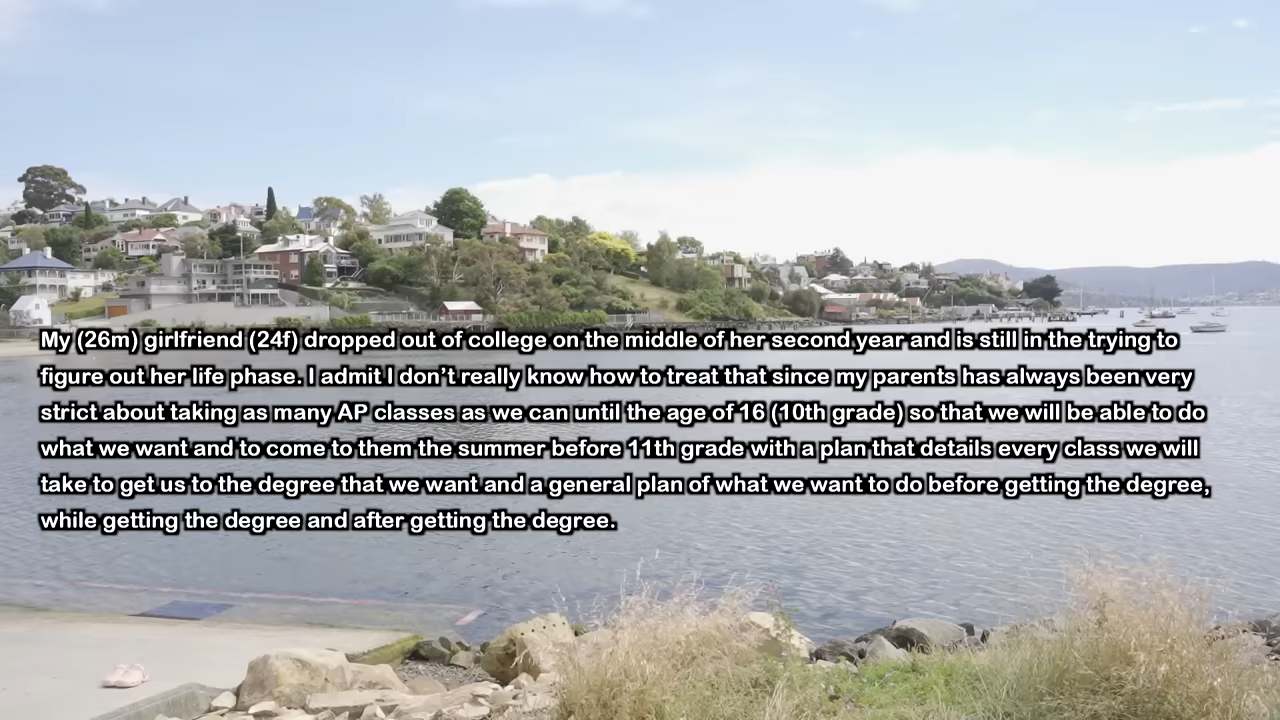 My (26m) girlfriend (24f) dropped out of college on the middle of her second year and is still in the trying to
figure out her life phase. I admit I don’t really know how to treat that since my parents has always been very
strict about taking as many AP classes as we can until the age of 16 (10th grade) so that we will be able to do
what we want and to come to them the summer before 11th grade with a plan that details every class we will
take to get us to the degree that we want and a general plan of what we want to do before getting the degree,
while getting the degree and after getting the degree.